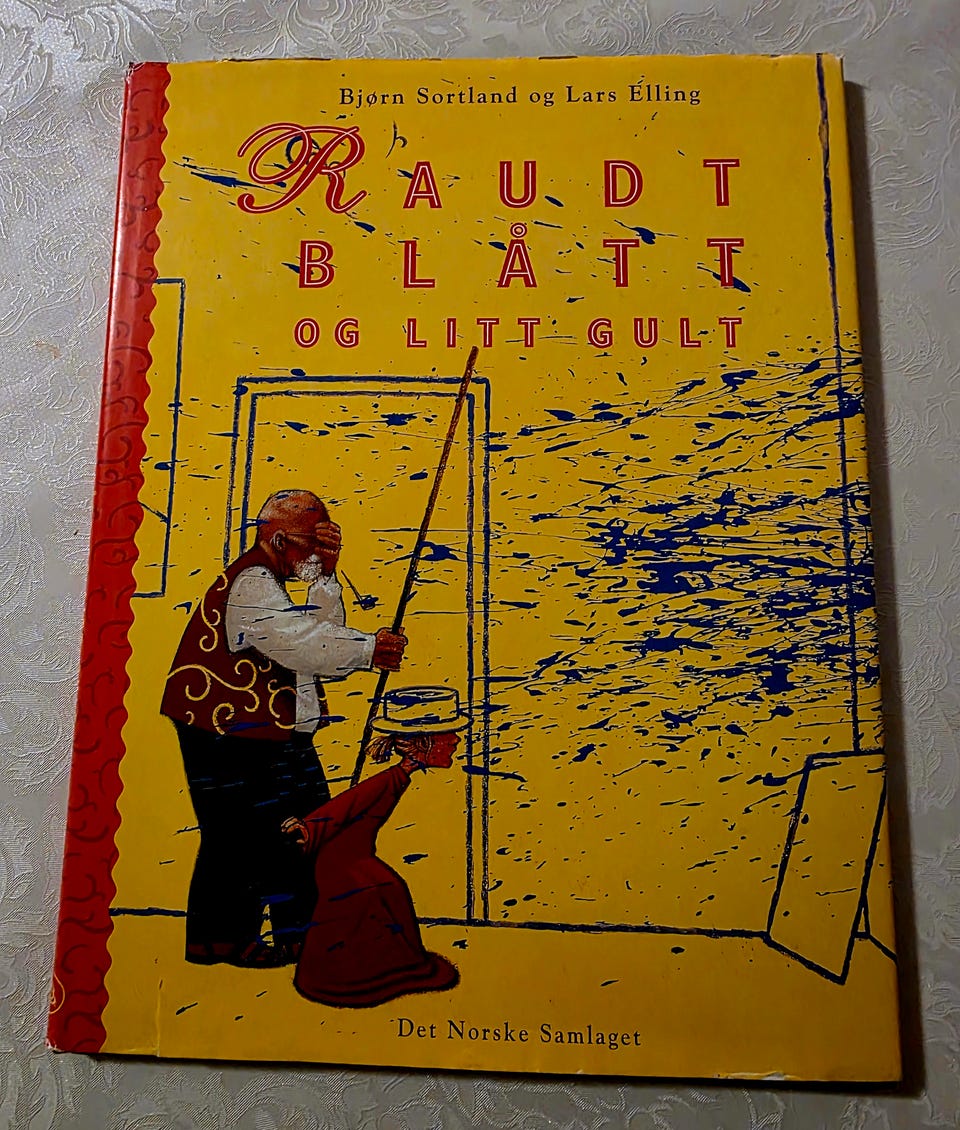 Bjørn Sortland og Lars Elling
RAUDT
BLÅTT
OG LITT GULT
Det Norske Samlaget